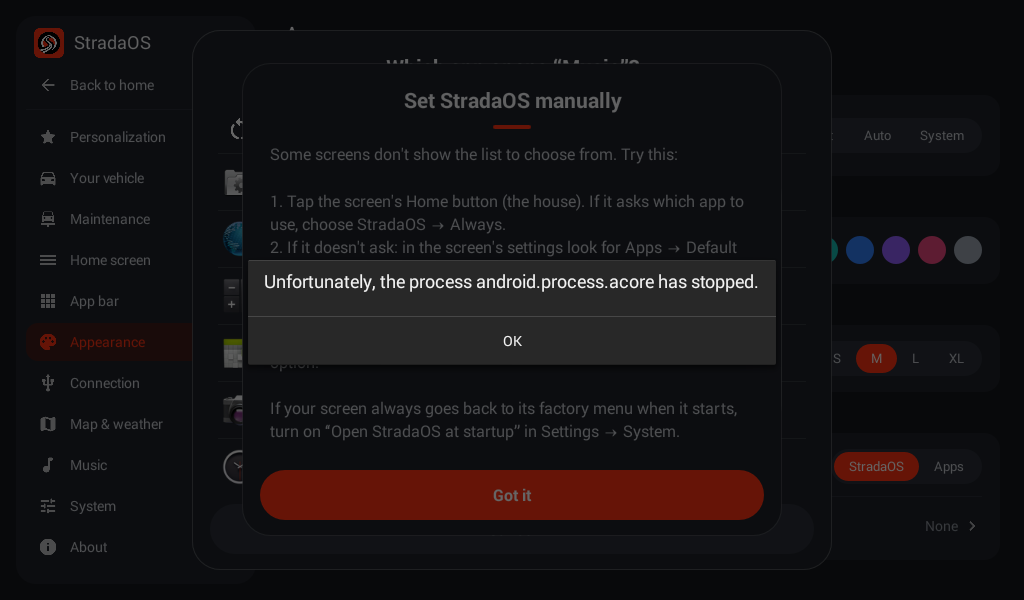 StradaOS
Back to home
Personalization
Your vehicle
Maintenance
Home screen
App bar
Appearance
Connection
Map & weather
Music
System
About
Set StradaOS manually
Some screens don't show the list to choose from. Try this:
1. Tap the screen's Home button (the house). If it asks which app to
use, choose StradaOS → Always.
2. If it doesn't ask: in the screen's settings look for Apps → Default
Unfortunately, the process android.process.acore has stopped.
OK
option.
If your screen always goes back to its factory menu when it starts,
turn on “Open StradaOS at startup” in Settings → System.
Got it
Auto
System
S
M
L
XL
StradaOS
Apps
None